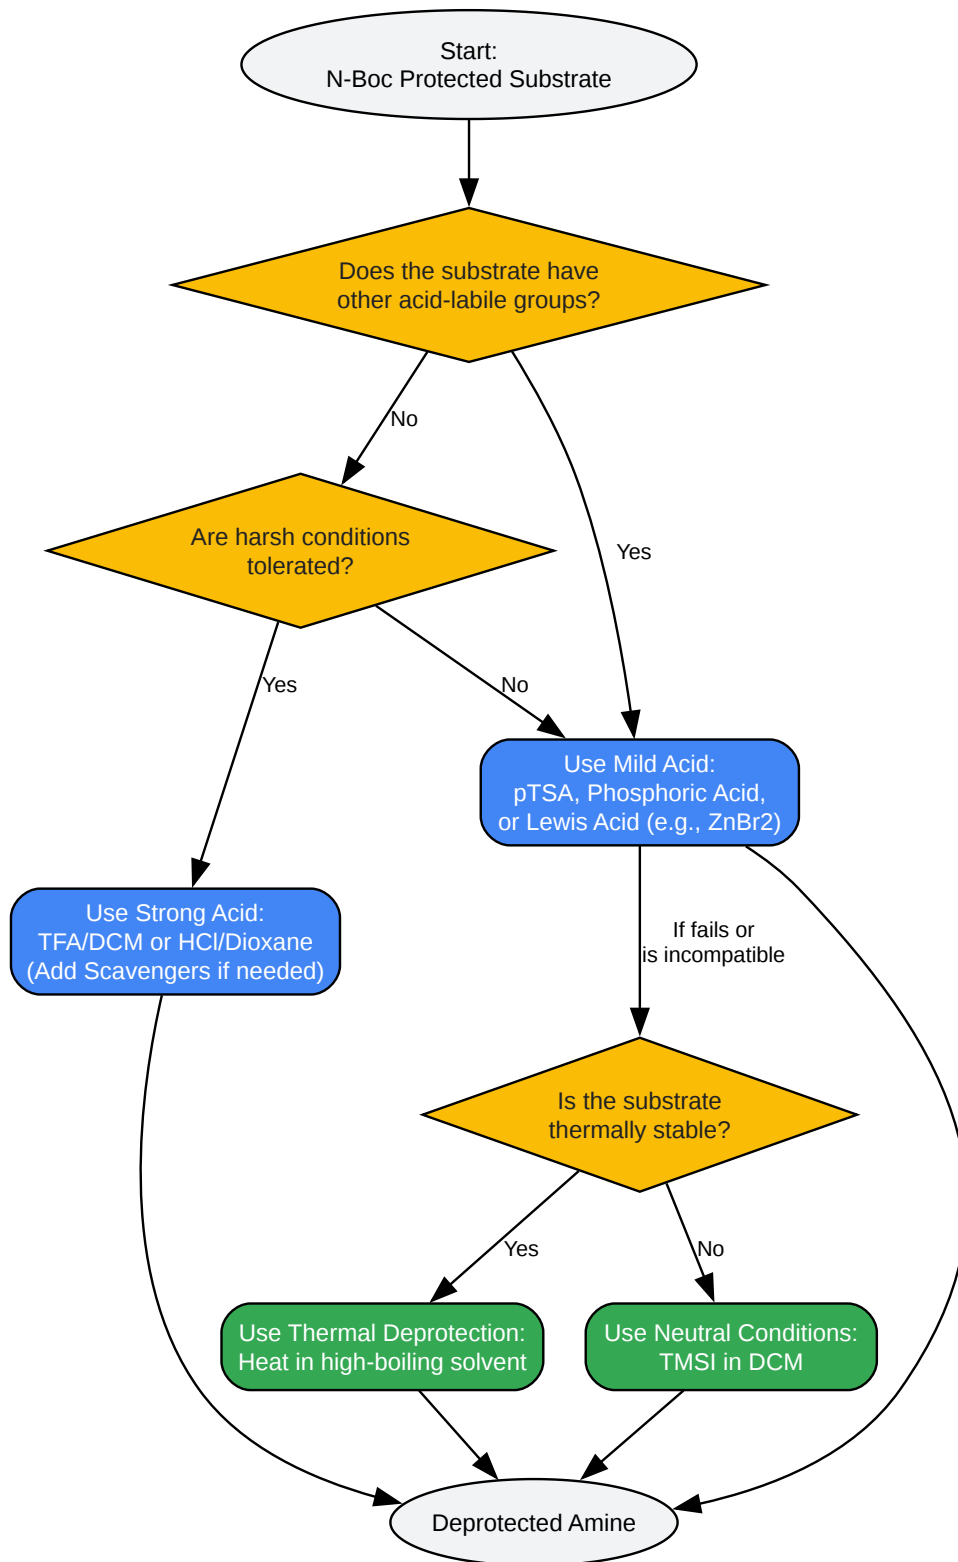 Start:
N-Boc Protected Substrate
Does the substrate have
other acid-labile groups?
No
Are harsh conditions
tolerated?
Yes
Yes
No
Use Mild Acid:
pTSA, Phosphoric Acid,
or Lewis Acid (e.g., ZnBr2)
Use Strong Acid:
TFA/DCM or HCl/Dioxane
(Add Scavengers if needed)
If fails or
is incompatible
Is the substrate
thermally stable?
Yes
No
Use Thermal Deprotection:
Heat in high-boiling solvent
Use Neutral Conditions:
TMSI in DCM
Deprotected Amine